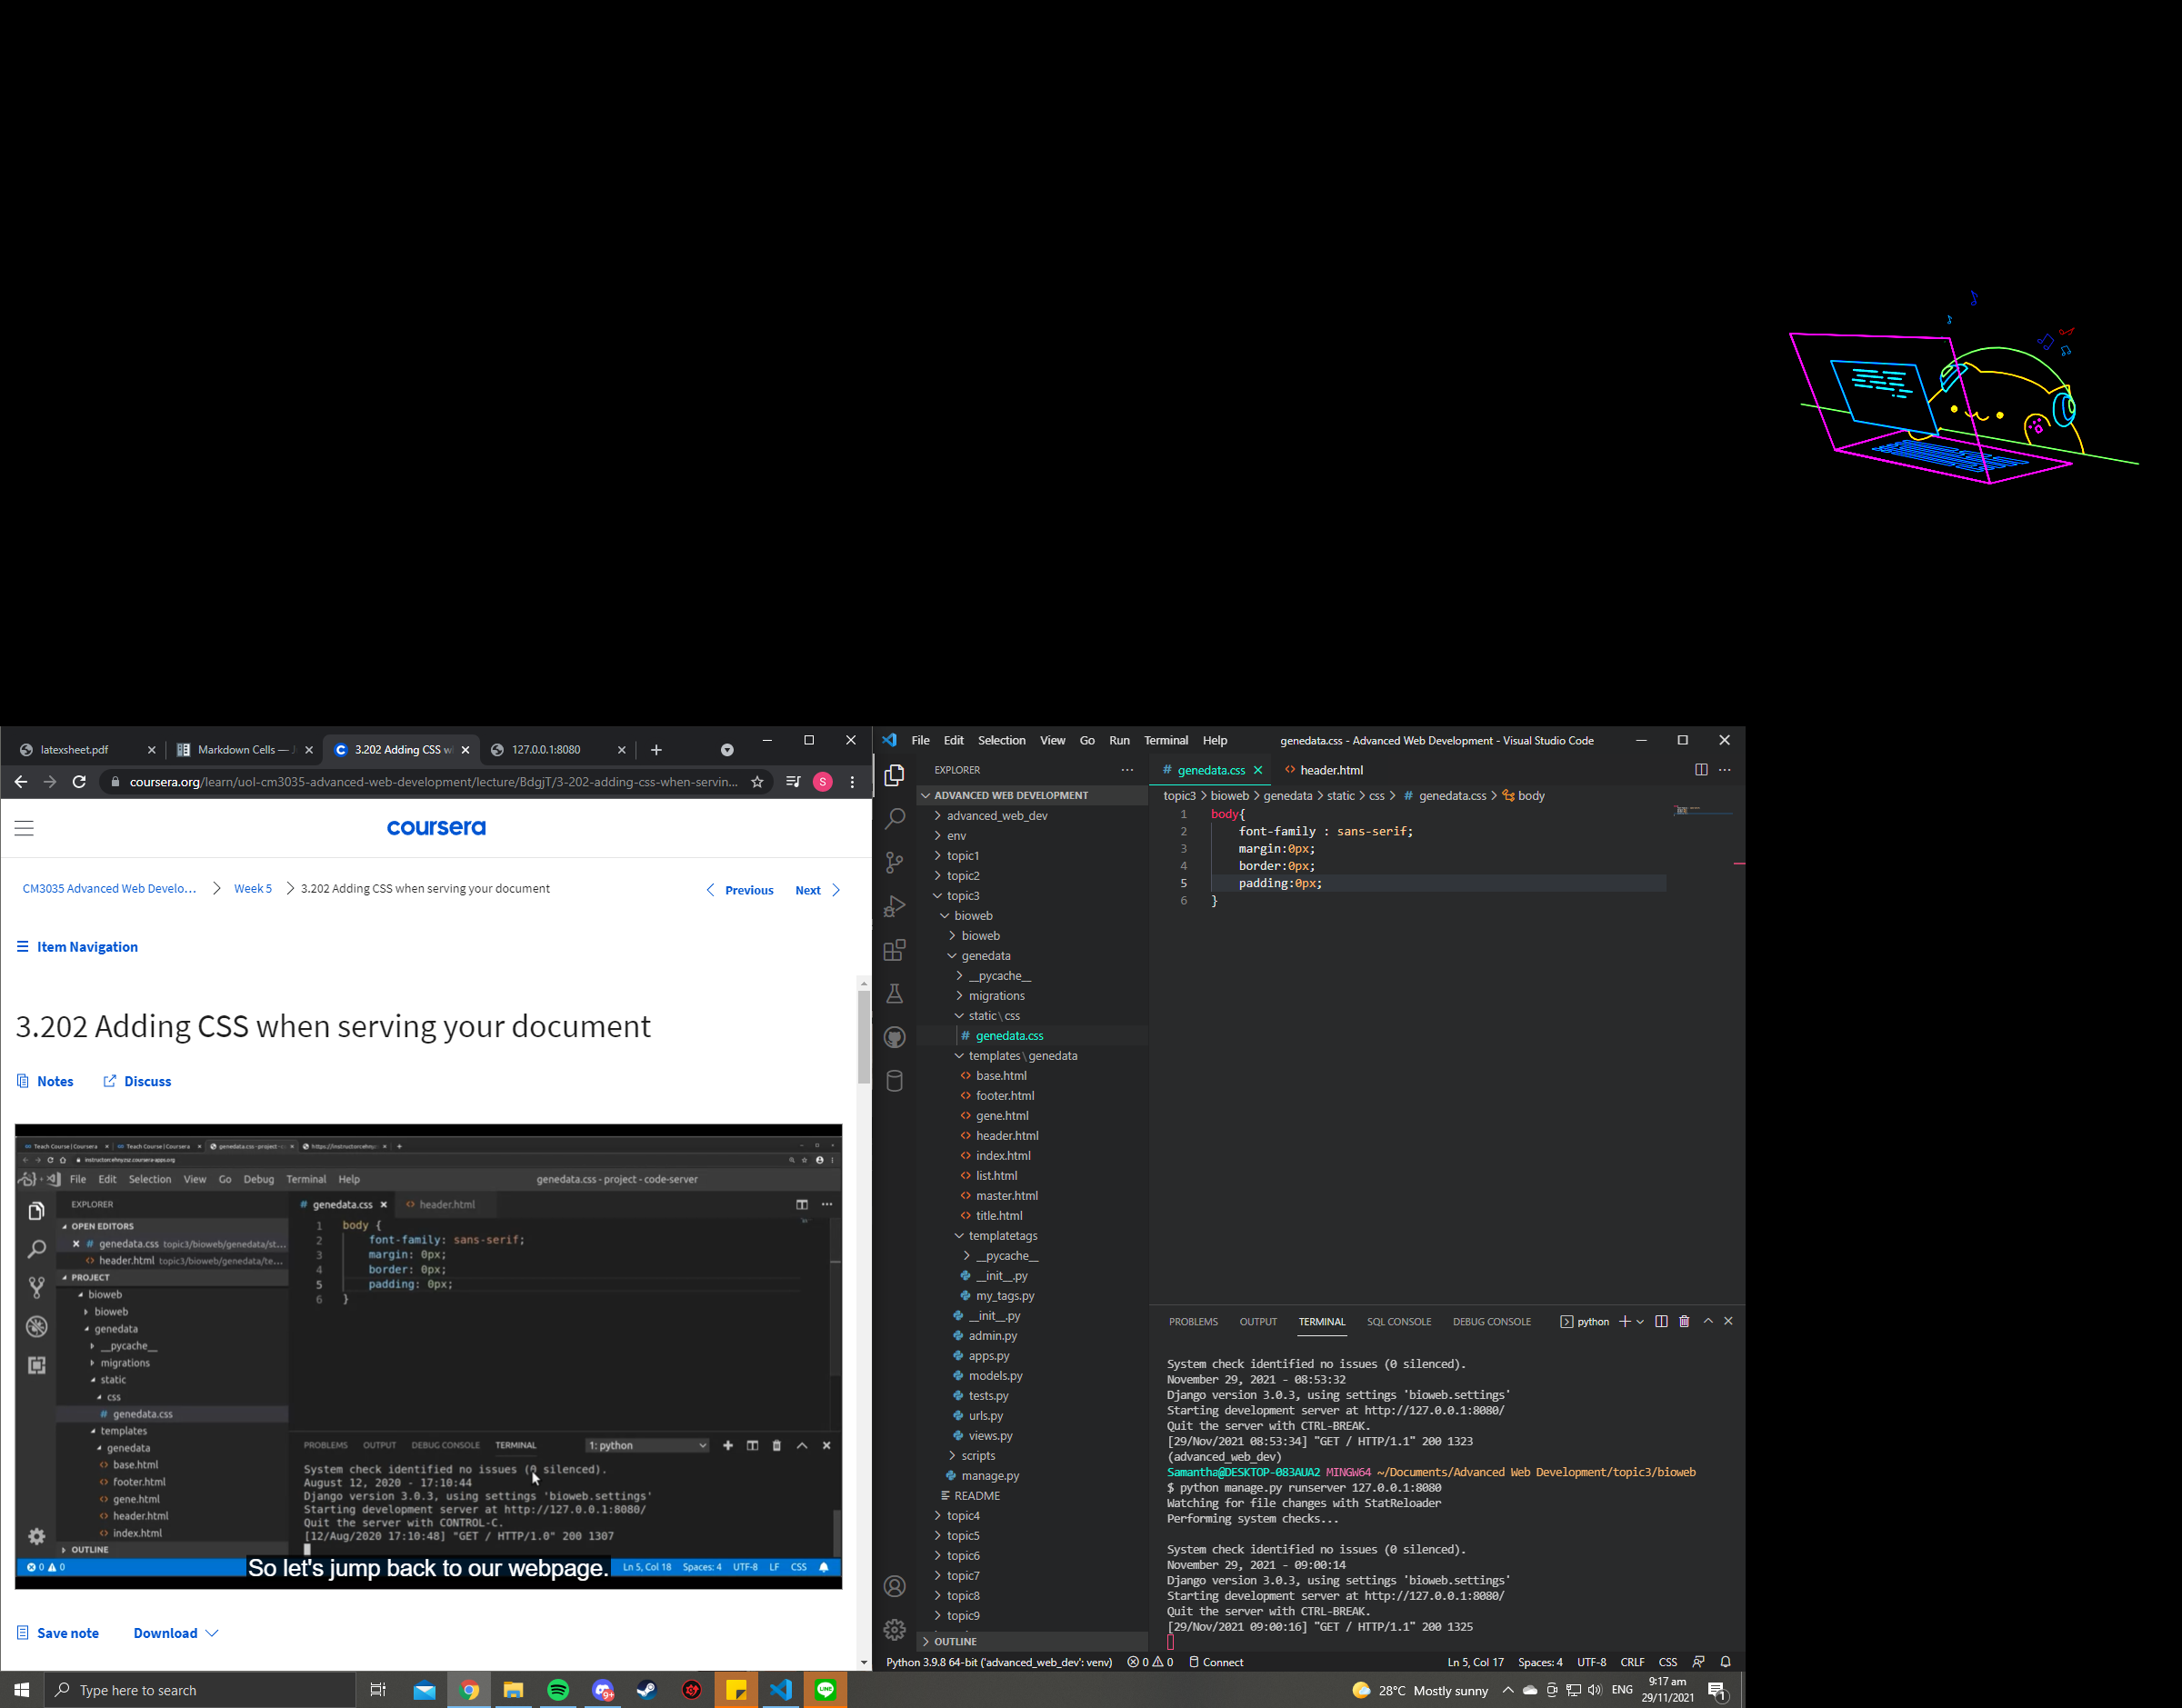 latexsheet.pdf
Markdown Cells —
3.202 Adding CSS w
127.0.0.1:8080
coursera.org/learn/uol-cm3035-advanced-web-development/lecture/BdgjT/3-202-adding-css-when-servin...
S
coursera
CM3035 Advanced Web Develo...
Week 5
3.202 Adding CSS when serving your document
Previous
Next
Item Navigation
3.202 Adding CSS when serving your document
Notes
Discuss
Teach Course | Coursera
Teach Course | Coursera
genedata.css - project -
File Edit Selection View Go Debug Terminal Help
genedata.css - project - code-server
EXPLORER
OPEN EDITORS
genedata.css topic3/bioweb/genedata/st...
header.html topic3/bioweb/genedata/te...
PROJECT
bioweb
bioweb
genedata
__pycache__
migrations
static
css
genedata.css
templates
genedata
base.html
footer.html
gene.html
header.html
index.html
OUTLINE
genedata.css
header.html
1 body {
2 font-family: sans-serif;
3 margin: 0px;
4 border: 0px;
5 padding: 0px;
6 }
PROBLEMS OUTPUT DEBUG CONSOLE TERMINAL
1: python
System check identified no issues (0 silenced).
August 12, 2020 - 17:10:44
Django version 3.0.3, using settings 'bioweb.settings'
Starting development server at http://127.0.0.1:8080/
Quit the server with CONTROL-C.
[12/Aug/2020 17:10:48] "GET / HTTP/1.0" 200 1307
0 0
So let's jump back to our webpage.
Ln 5, Col 18 Spaces: 4 UTF-8 LF CSS
Save note
Download
File Edit Selection View Go Run Terminal Help
genedata.css - Advanced Web Development - Visual Studio Code
EXPLORER
ADVANCED WEB DEVELOPMENT
advanced_web_dev
env
topic1
topic2
topic3
bioweb
bioweb
genedata
__pycache__
migrations
static\css
genedata.css
templates\genedata
base.html
footer.html
gene.html
header.html
index.html
list.html
master.html
title.html
templatetags
__pycache__
__init__.py
my_tags.py
__init__.py
admin.py
apps.py
models.py
tests.py
urls.py
views.py
scripts
manage.py
README
topic4
topic5
topic6
topic7
topic8
topic9
OUTLINE
genedata.css
header.html
topic3 > bioweb > genedata > static > css > # genedata.css > body
1 body{
2 font-family : sans-serif;
3 margin:0px;
4 border:0px;
5 padding:0px;
6 }
PROBLEMS OUTPUT TERMINAL SQL CONSOLE DEBUG CONSOLE
python
System check identified no issues (0 silenced).
November 29, 2021 - 08:53:32
Django version 3.0.3, using settings 'bioweb.settings'
Starting development server at http://127.0.0.1:8080/
Quit the server with CTRL-BREAK.
[29/Nov/2021 08:53:34] "GET / HTTP/1.1" 200 1323
(advanced_web_dev)
Samantha@DESKTOP-083AUA2 MINGW64 ~/Documents/Advanced Web Development/topic3/bioweb
$ python manage.py runserver 127.0.0.1:8080
Watching for file changes with StatReloader
Performing system checks...
System check identified no issues (0 silenced).
November 29, 2021 - 09:00:14
Django version 3.0.3, using settings 'bioweb.settings'
Starting development server at http://127.0.0.1:8080/
Quit the server with CTRL-BREAK.
[29/Nov/2021 09:00:16] "GET / HTTP/1.1" 200 1325
Python 3.9.8 64-bit ('advanced_web_dev': venv) 0 0 Connect
Ln 5, Col 17 Spaces: 4 UTF-8 CRLF CSS
Type here to search
9+
LINE
28°C Mostly sunny
ENG
9:17 am
29/11/2021
1